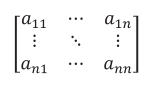 [a₁₁ ⋯ a₁ₙ
⋮ ⋱ ⋮
aₙ₁ ⋯ aₙₙ]